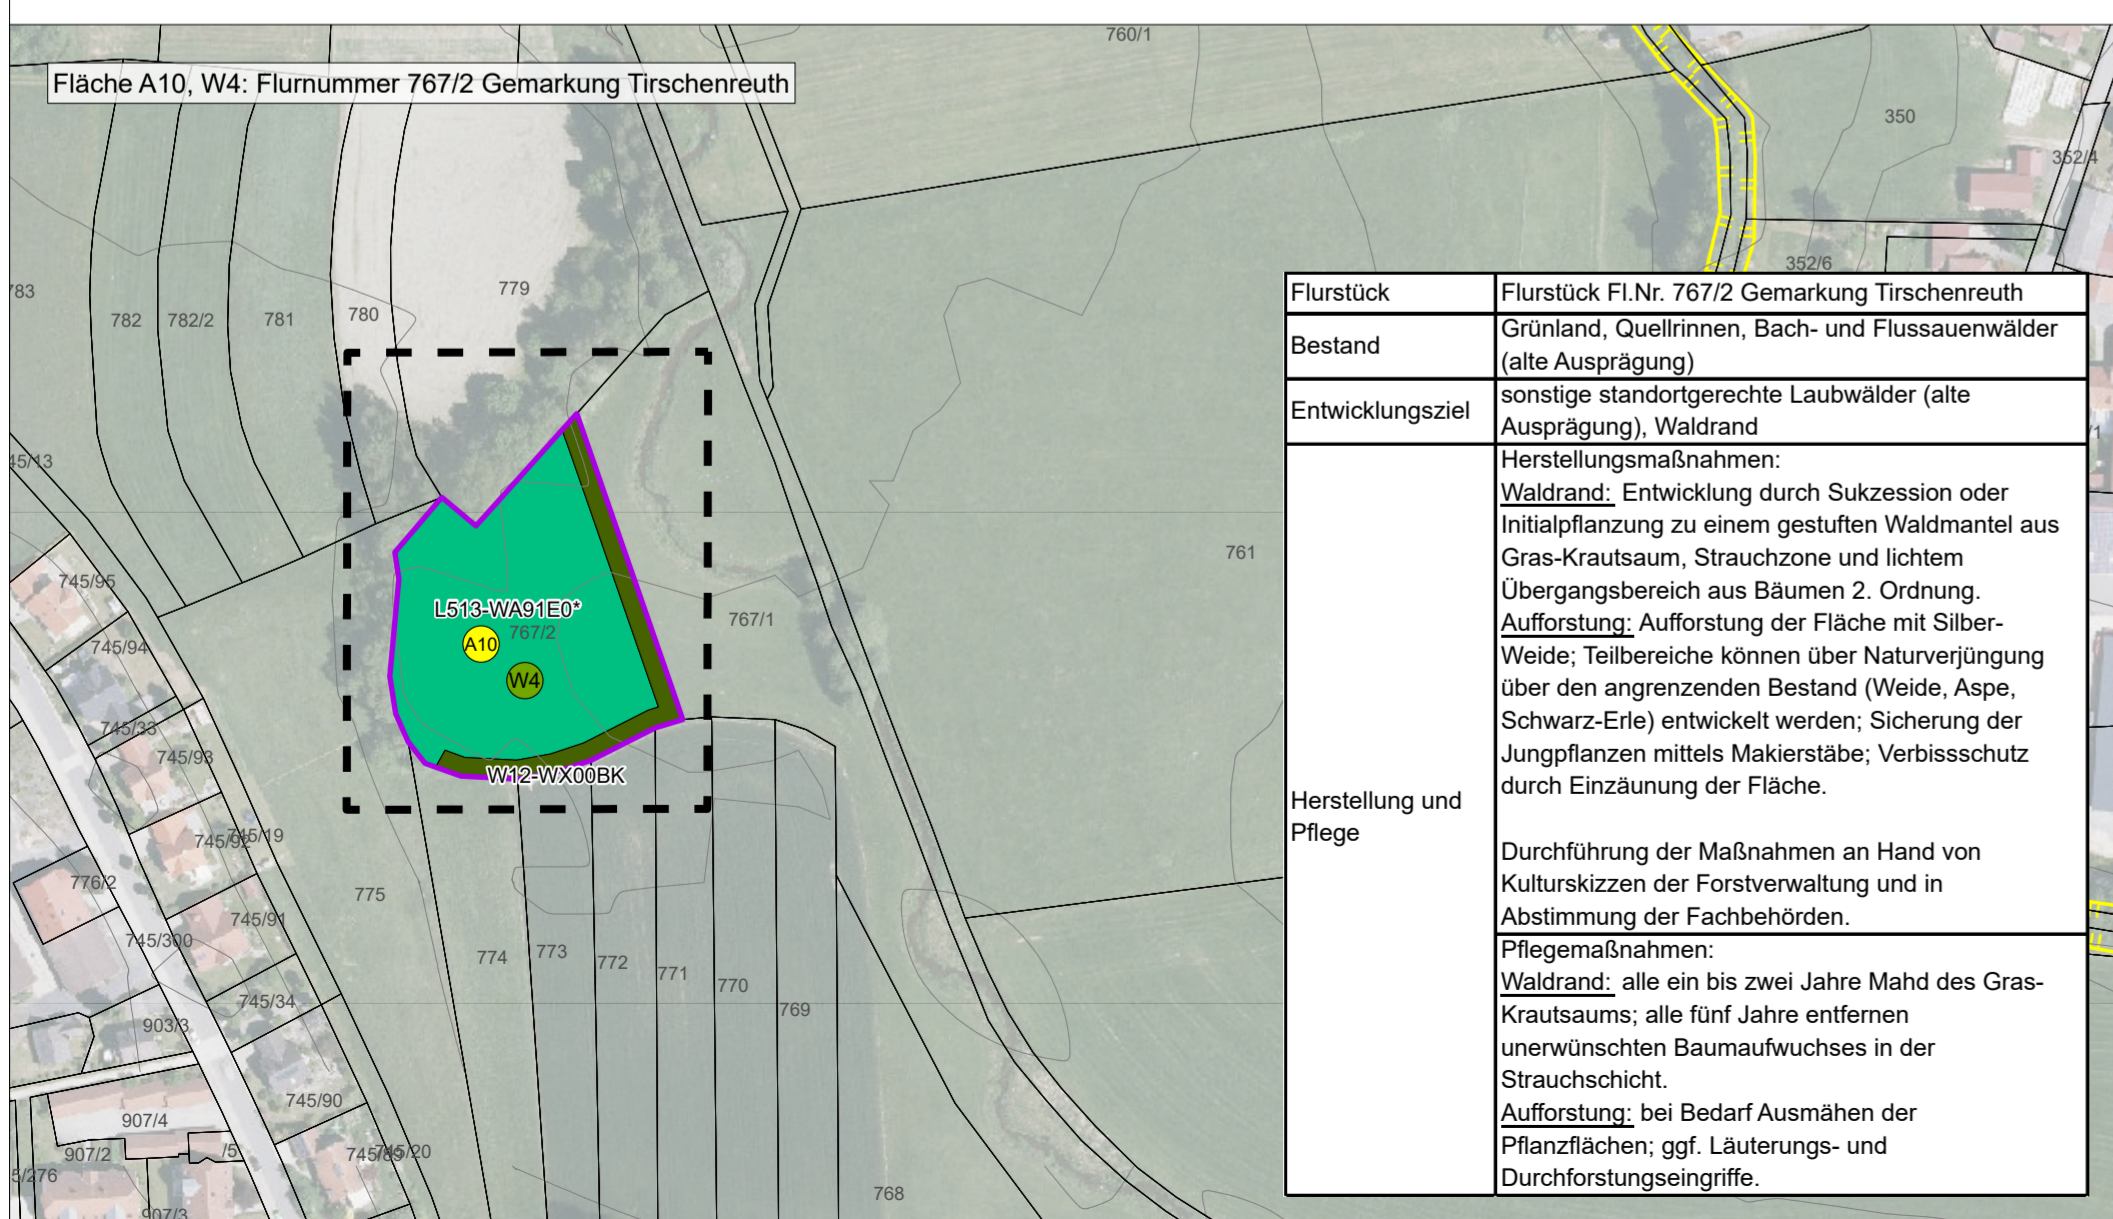 760/1
Fläche A10, W4: Flurnummer 767/2 Gemarkung Tirschenreuth
350
352/4
352/6
783
782
782/2
781
780
779
745/13
745/95
745/94
745/33
745/93
745/92
745/19
776/2
745/91
745/300
745/34
903/3
745/90
907/4
907/2
/5
745/89
745/20
5/276
907/3
L513-WA91E0*
767/2
A10
W4
W12-WX00BK
767/1
761
775
774
773
772
771
770
769
768
/1
Flurstück
Flurstück Fl.Nr. 767/2 Gemarkung Tirschenreuth
Bestand
Grünland, Quellrinnen, Bach- und Flussauenwälder
(alte Ausprägung)
Entwicklungsziel
sonstige standortgerechte Laubwälder (alte
Ausprägung), Waldrand
Herstellung und
Pflege
Herstellungsmaßnahmen:
Waldrand: Entwicklung durch Sukzession oder
Initialpflanzung zu einem gestuften Waldmantel aus
Gras-Krautsaum, Strauchzone und lichtem
Übergangsbereich aus Bäumen 2. Ordnung.
Aufforstung: Aufforstung der Fläche mit Silber-
Weide; Teilbereiche können über Naturverjüngung
über den angrenzenden Bestand (Weide, Aspe,
Schwarz-Erle) entwickelt werden; Sicherung der
Jungpflanzen mittels Makierstäbe; Verbissschutz
durch Einzäunung der Fläche.
Durchführung der Maßnahmen an Hand von
Kulturskizzen der Forstverwaltung und in
Abstimmung der Fachbehörden.
Pflegemaßnahmen:
Waldrand: alle ein bis zwei Jahre Mahd des Gras-
Krautsaums; alle fünf Jahre entfernen
unerwünschten Baumaufwuchses in der
Strauchschicht.
Aufforstung: bei Bedarf Ausmähen der
Pflanzflächen; ggf. Läuterungs- und
Durchforstungseingriffe.